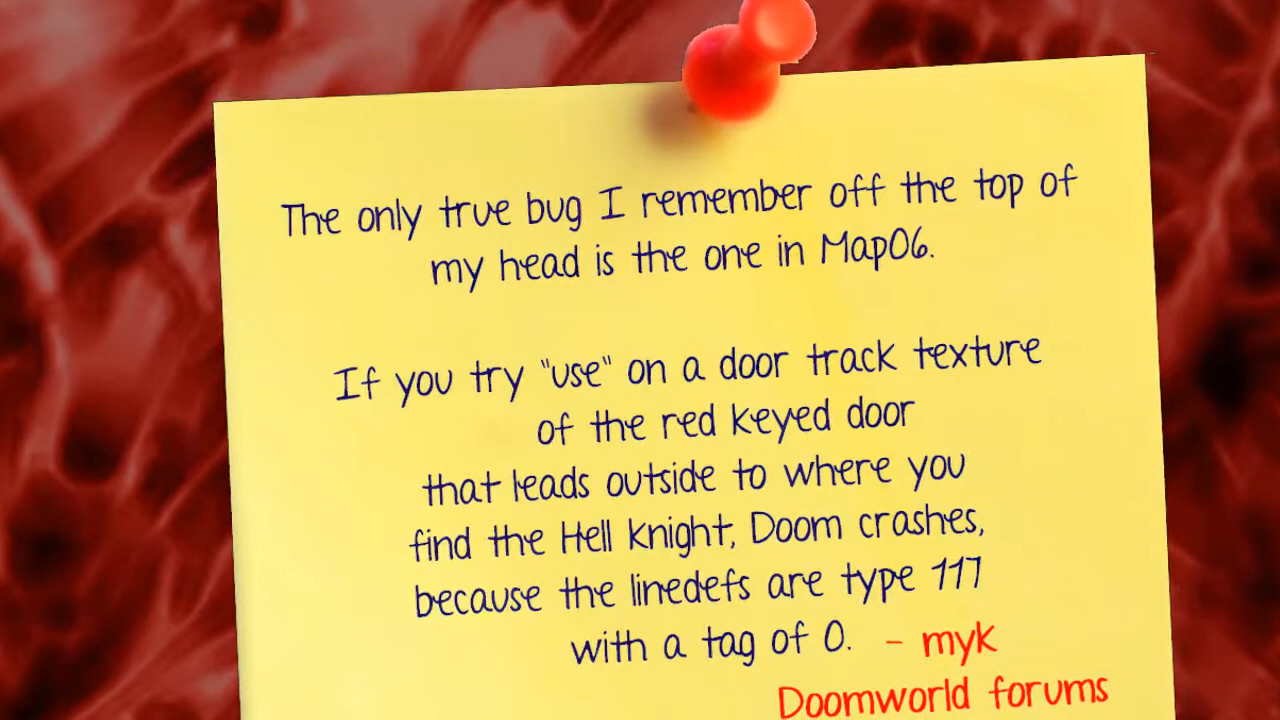 The only true bug I remember off the top of
my head is the one in Map06.
If you try "use" on a door track texture
of the red keyed door
that leads outside to where you
find the Hell Knight, Doom crashes,
because the linedefs are type 117
with a tag of 0. - myk
Doomworld forums